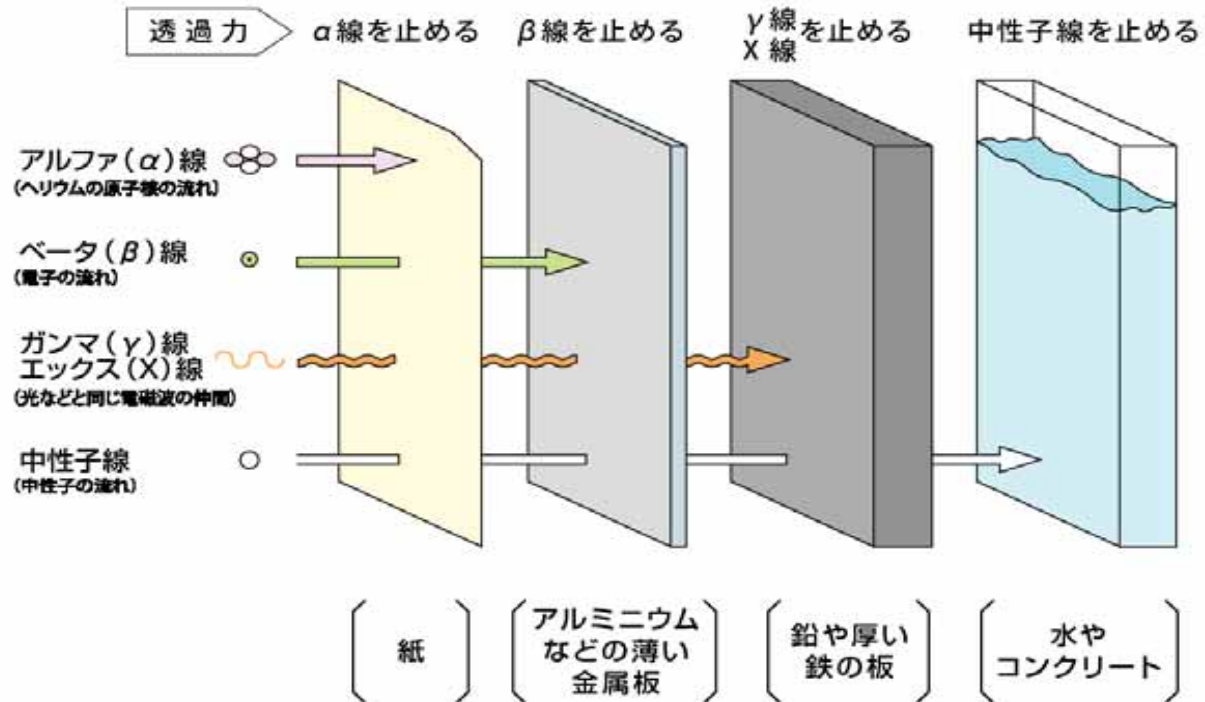 透過力
α線を止める
β線を止める
γ線
X線
を止める
中性子線を止める
アルファ(α)線
(ヘリウムの原子核の流れ)
ベータ(β)線
(電子の流れ)
ガンマ(γ)線
エックス(X)線
(光などと同じ電磁波の仲間)
中性子線
(中性子の流れ)
紙
アルミニウム
などの薄い
金属板
鉛や厚い
鉄の板
水や
コンクリート